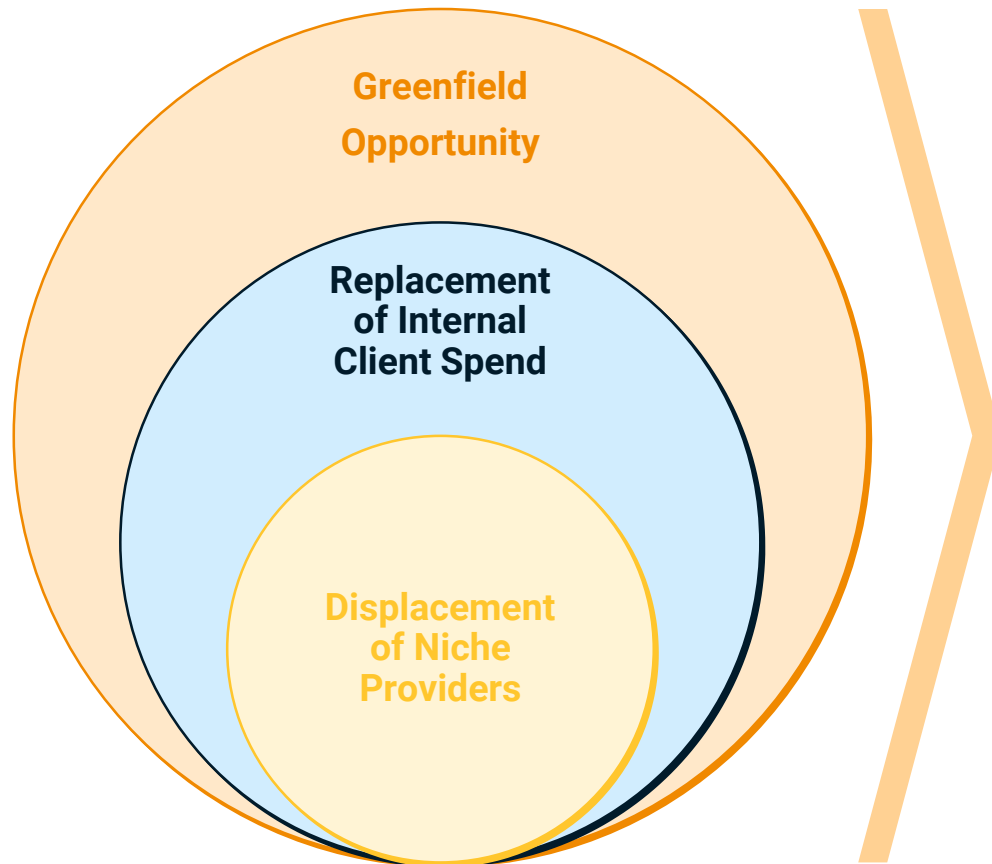 Greenfield
Opportunity
Replacement
of Internal
Client Spend
Displacement
of Niche
Providers